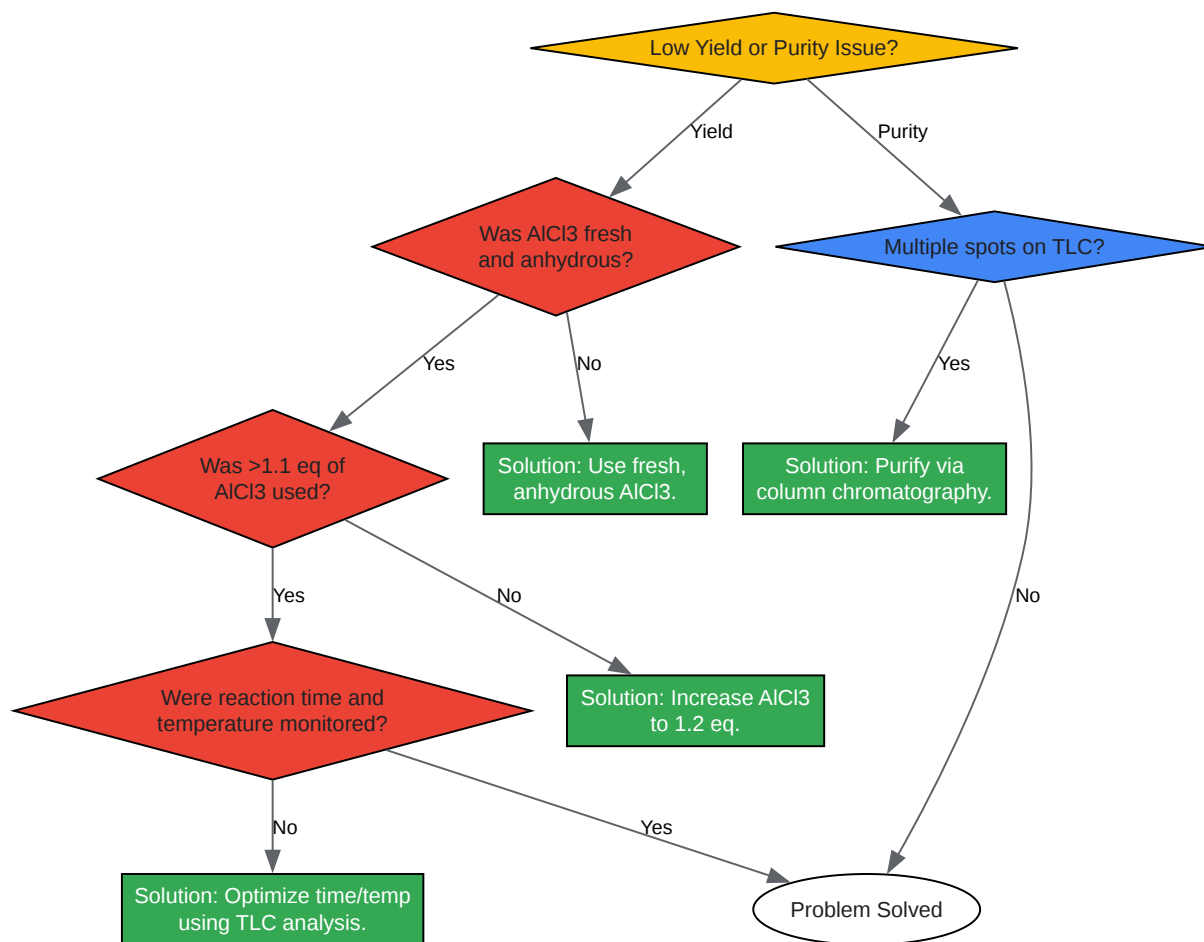 Low Yield or Purity Issue?
Yield
Purity
Was AlCl3 fresh
and anhydrous?
Multiple spots on TLC?
Yes
No
Yes
Was >1.1 eq of
AlCl3 used?
Solution: Use fresh,
anhydrous AlCl3.
Solution: Purify via
column chromatography.
Yes
No
No
Were reaction time and
temperature monitored?
Solution: Increase AlCl3
to 1.2 eq.
No
Yes
Solution: Optimize time/temp
using TLC analysis.
Problem Solved